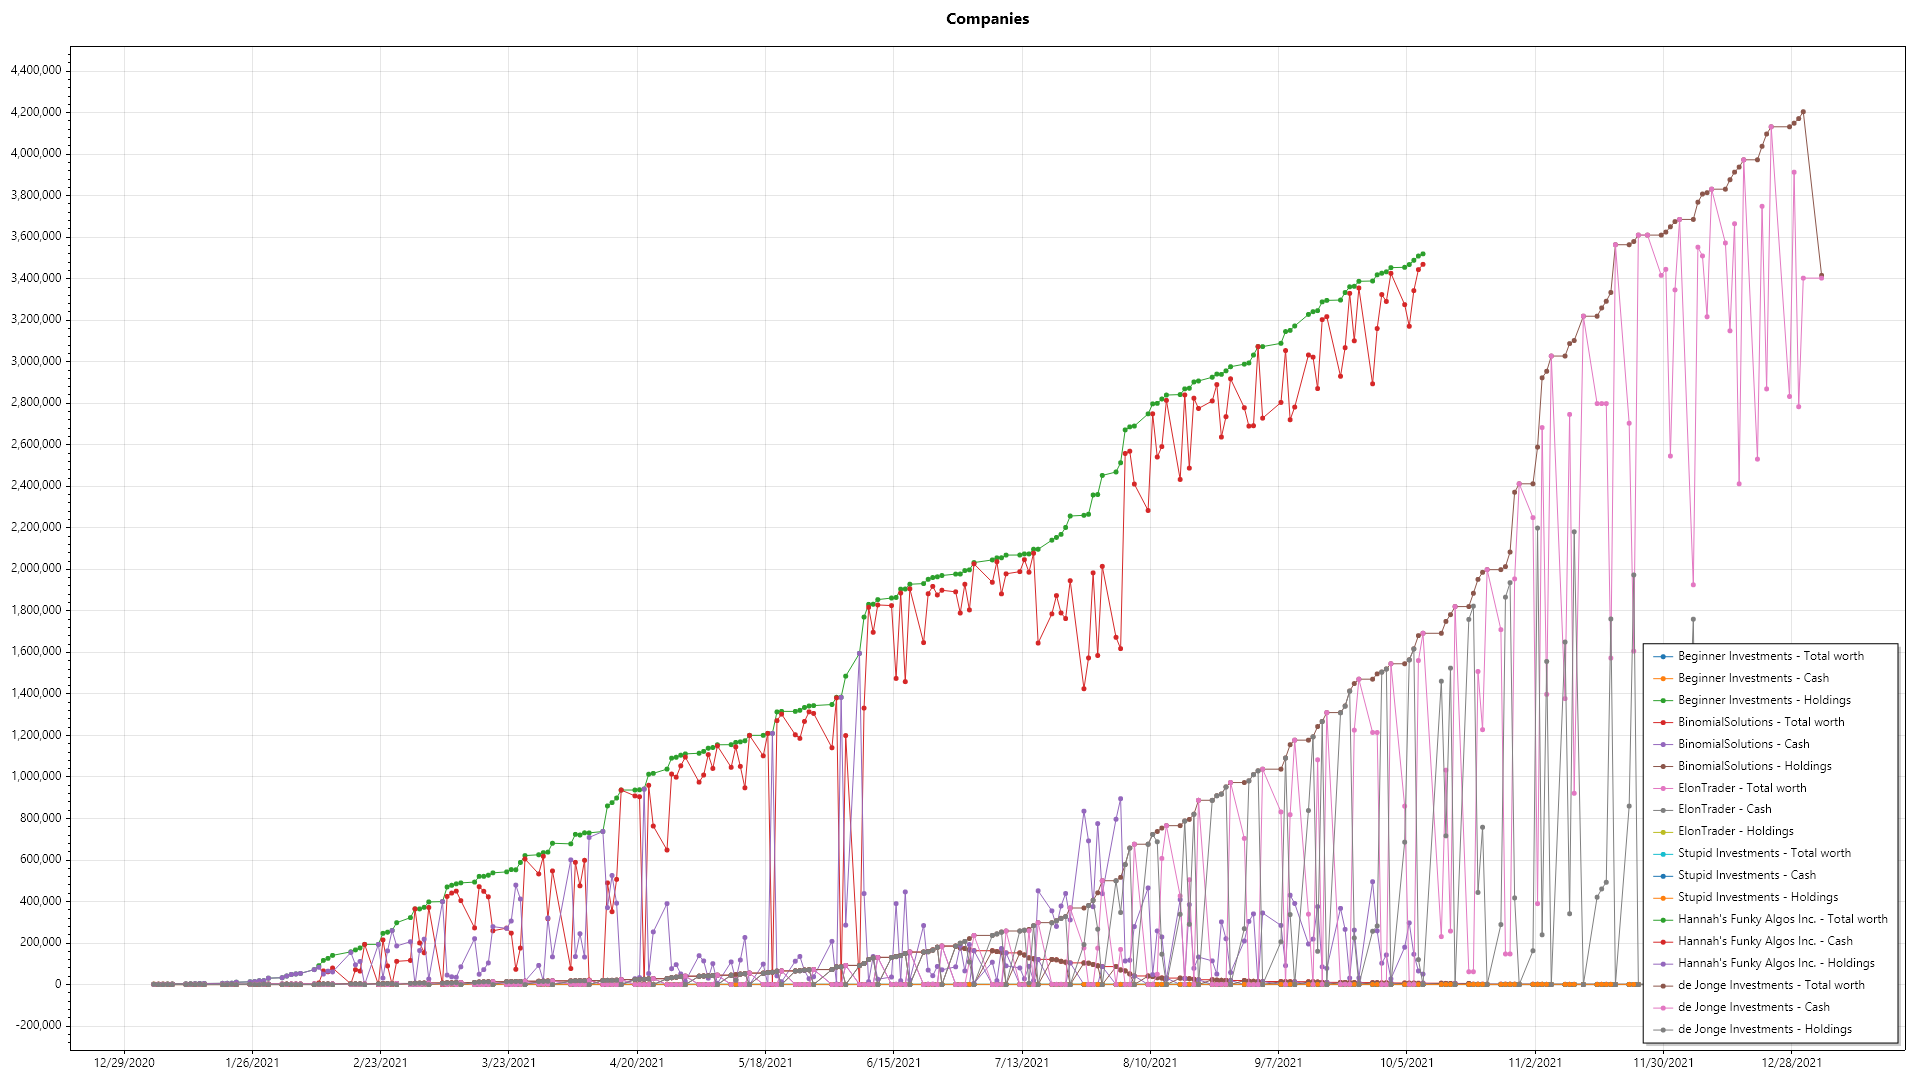 Companies
4,400,000
4,200,000
4,000,000
3,800,000
3,600,000
3,400,000
3,200,000
3,000,000
2,800,000
2,600,000
2,400,000
2,200,000
2,000,000
1,800,000
1,600,000
1,400,000
1,200,000
1,000,000
800,000
600,000
400,000
200,000
0
-200,000
Beginner Investments - Total worth
Beginner Investments - Cash
Beginner Investments - Holdings
BinomialSolutions - Total worth
BinomialSolutions - Cash
BinomialSolutions - Holdings
ElonTrader - Total worth
ElonTrader - Cash
ElonTrader - Holdings
Stupid Investments - Total worth
Stupid Investments - Cash
Stupid Investments - Holdings
Hannah's Funky Algos Inc. - Total worth
Hannah's Funky Algos Inc. - Cash
Hannah's Funky Algos Inc. - Holdings
de Jonge Investments - Total worth
de Jonge Investments - Cash
de Jonge Investments - Holdings
12/29/2020 1/26/2021 2/23/2021 3/23/2021 4/20/2021 5/18/2021 6/15/2021 7/13/2021 8/10/2021 9/7/2021 10/5/2021 11/2/2021 11/30/2021 12/28/2021